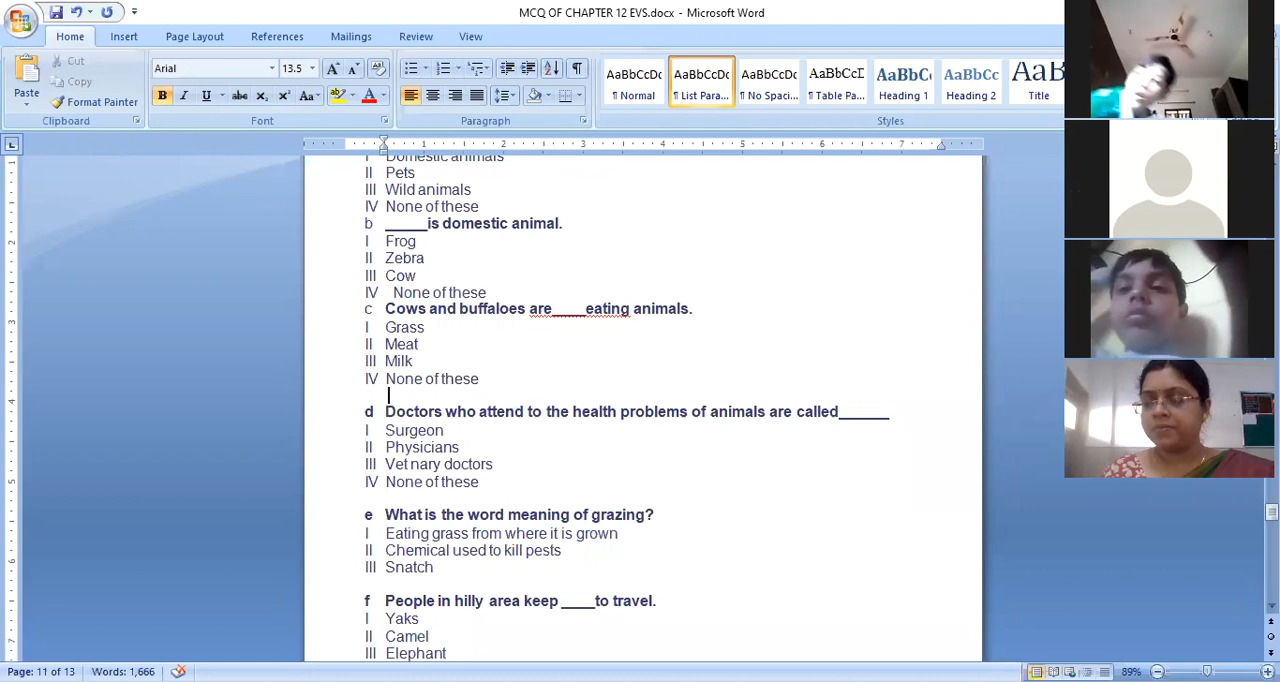 MCQ OF CHAPTER 12 EVS.docx - Microsoft Word
Home Insert Page Layout References Mailings Review View
Cut
Copy
Format Painter
Paste
Arial 13.5
AaBbCcDc AaBbCcDc AaBbCcDc AaBbCcD AaBbCc AaBbCc AaB
¶ Normal ¶ List Para... ¶ No Spaci... ¶ Table Pa... Heading 1 Heading 2 Title
Clipboard Font Paragraph Styles
I Domestic animals
II Pets
III Wild animals
IV None of these
b _____is domestic animal.
I Frog
II Zebra
III Cow
IV None of these
c Cows and buffaloes are____eating animals.
I Grass
II Meat
III Milk
IV None of these
d Doctors who attend to the health problems of animals are called______
I Surgeon
II Physicians
III Vet nary doctors
IV None of these
e What is the word meaning of grazing?
I Eating grass from where it is grown
II Chemical used to kill pests
III Snatch
f People in hilly area keep ____to travel.
I Yaks
II Camel
III Elephant
Page: 11 of 13 Words: 1,666 89%